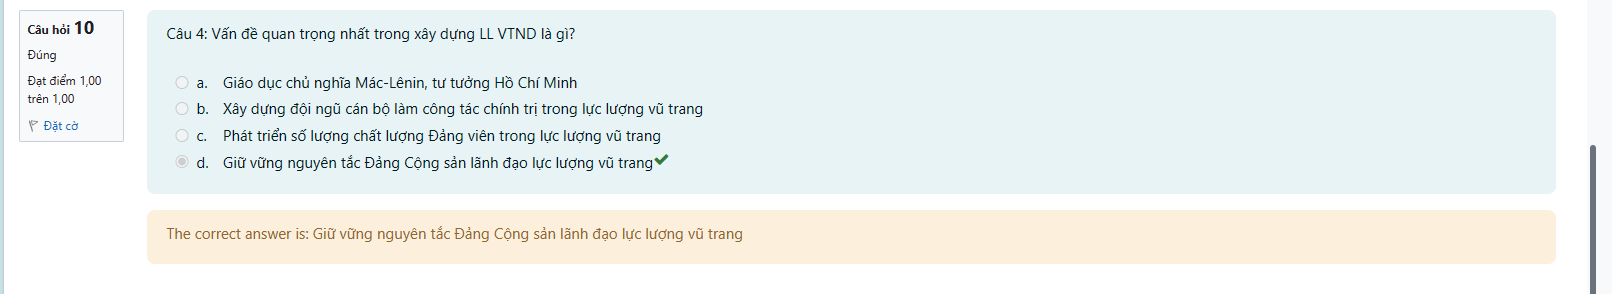 Câu hỏi 10
Đúng
Đạt điểm 1,00
trên 1,00
Đặt cờ
Câu 4: Vấn đề quan trọng nhất trong xây dựng LL VTND là gì?
a. Giáo dục chủ nghĩa Mác-Lênin, tư tưởng Hồ Chí Minh
b. Xây dựng đội ngũ cán bộ làm công tác chính trị trong lực lượng vũ trang
c. Phát triển số lượng chất lượng Đảng viên trong lực lượng vũ trang
d. Giữ vững nguyên tắc Đảng Cộng sản lãnh đạo lực lượng vũ trang
The correct answer is: Giữ vững nguyên tắc Đảng Cộng sản lãnh đạo lực lượng vũ trang